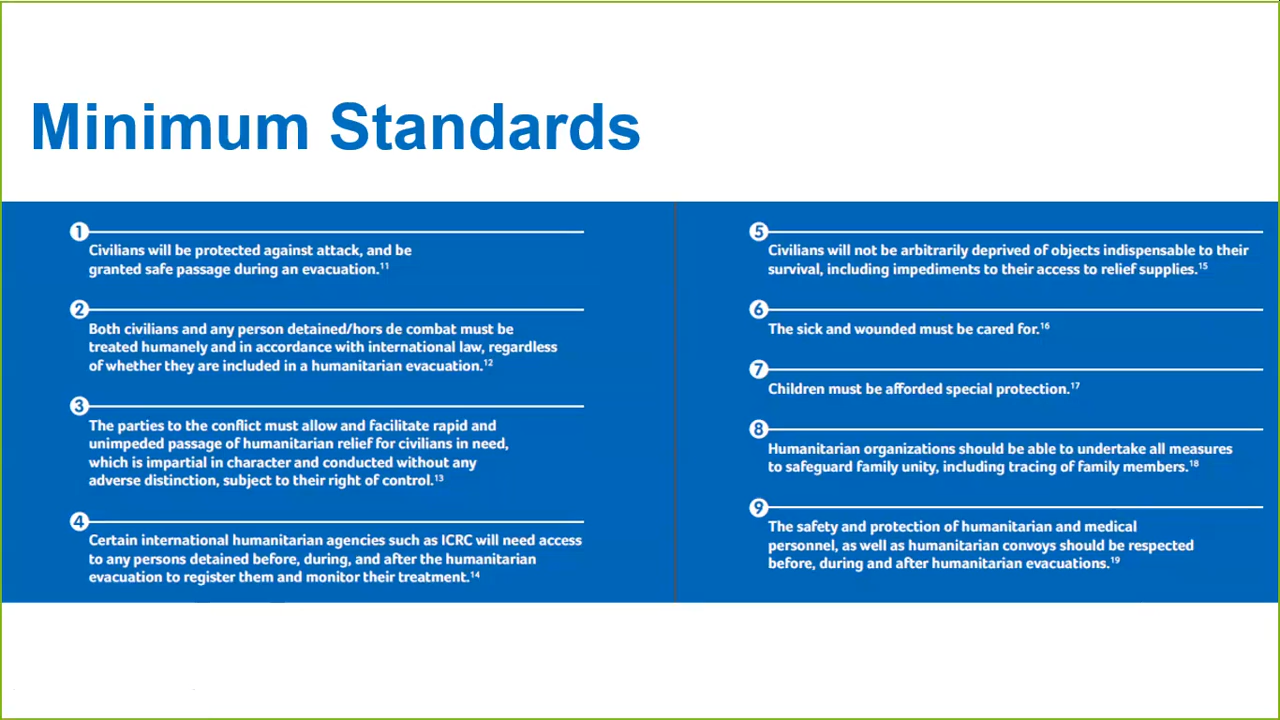 Minimum Standards
1
Civilians will be protected against attack, and be
granted safe passage during an evacuation.¹¹
2
Both civilians and any person detained/hors de combat must be
treated humanely and in accordance with international law, regardless
of whether they are included in a humanitarian evacuation.¹²
3
The parties to the conflict must allow and facilitate rapid and
unimpeded passage of humanitarian relief for civilians in need,
which is impartial in character and conducted without any
adverse distinction, subject to their right of control.¹³
4
Certain international humanitarian agencies such as ICRC will need access
to any persons detained before, during, and after the humanitarian
evacuation to register them and monitor their treatment.¹⁴
5
Civilians will not be arbitrarily deprived of objects indispensable to their
survival, including impediments to their access to relief supplies.¹⁵
6
The sick and wounded must be cared for.¹⁶
7
Children must be afforded special protection.¹⁷
8
Humanitarian organizations should be able to undertake all measures
to safeguard family unity, including tracing of family members.¹⁸
9
The safety and protection of humanitarian and medical
personnel, as well as humanitarian convoys should be respected
before, during and after humanitarian evacuations.¹⁹